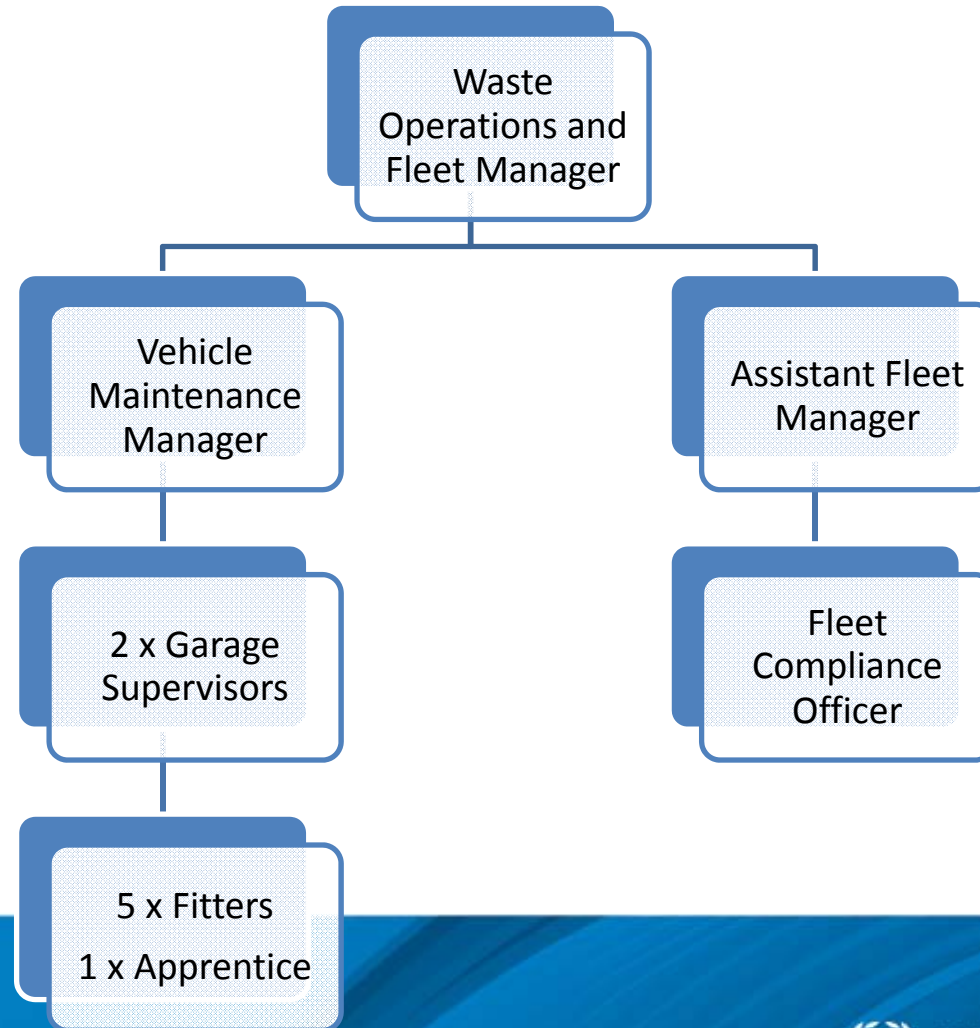 Waste
Operations and
Fleet Manager
Vehicle
Maintenance
Manager
Assistant Fleet
Manager
2 x Garage
Supervisors
Fleet
Compliance
Officer
5 x Fitters
1 x Apprentice